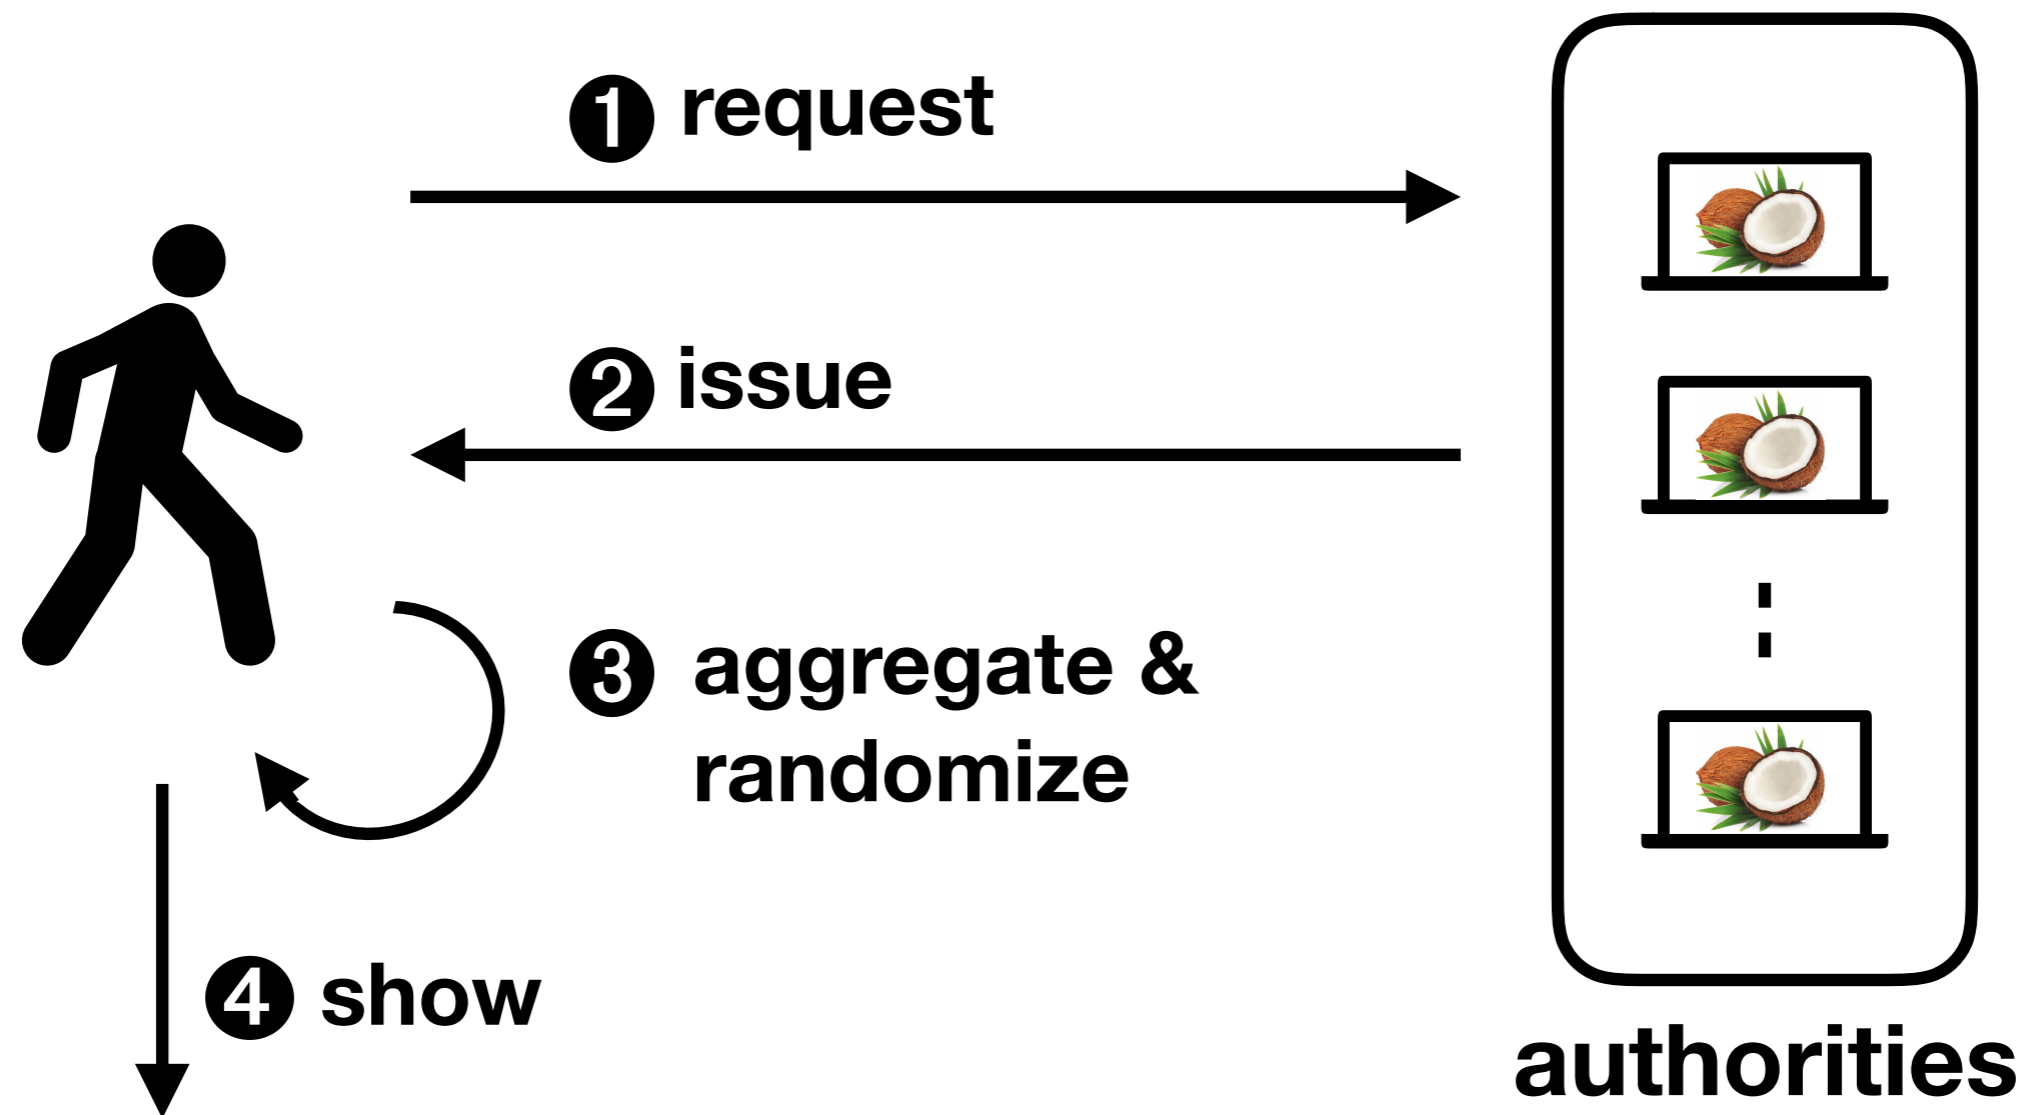 ❶ request
❷ issue
❸ aggregate &
randomize
❹ show
authorities